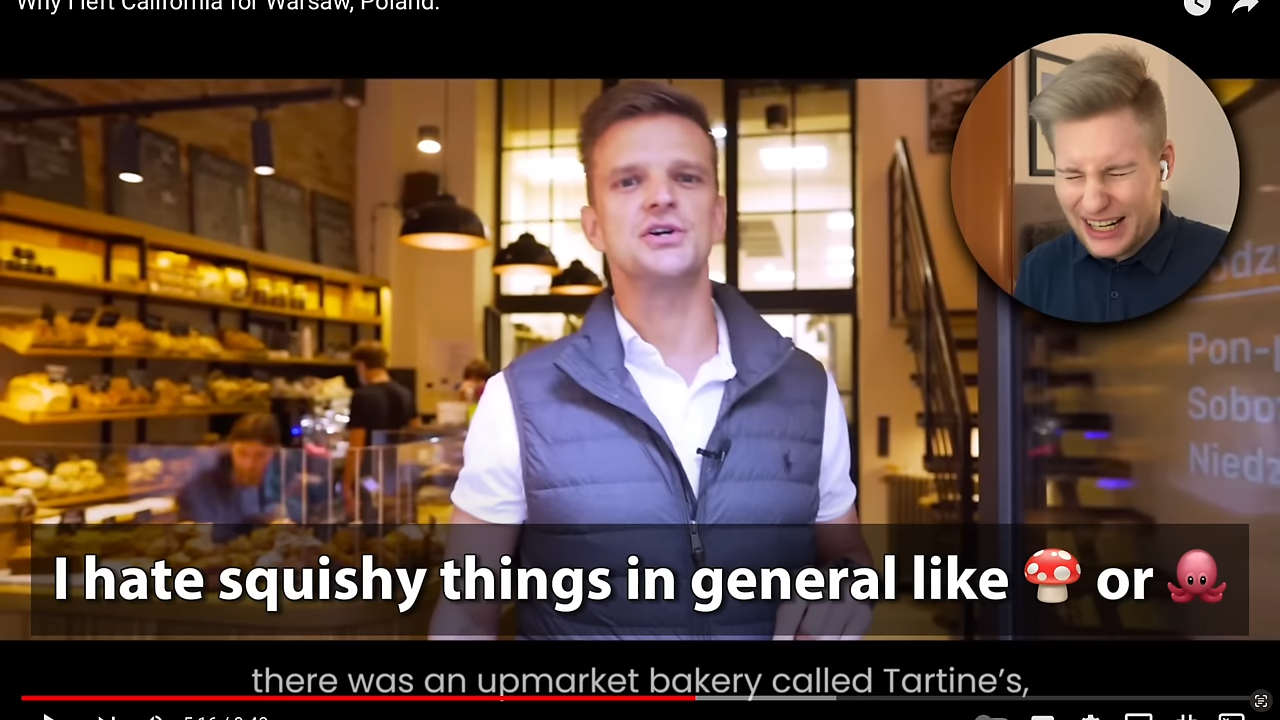 Why I left California for Warsaw, Poland.
Pon-
Sobo
Niedz
I hate squishy things in general like 🍄 or 🐙
there was an upmarket bakery called Tartine’s,